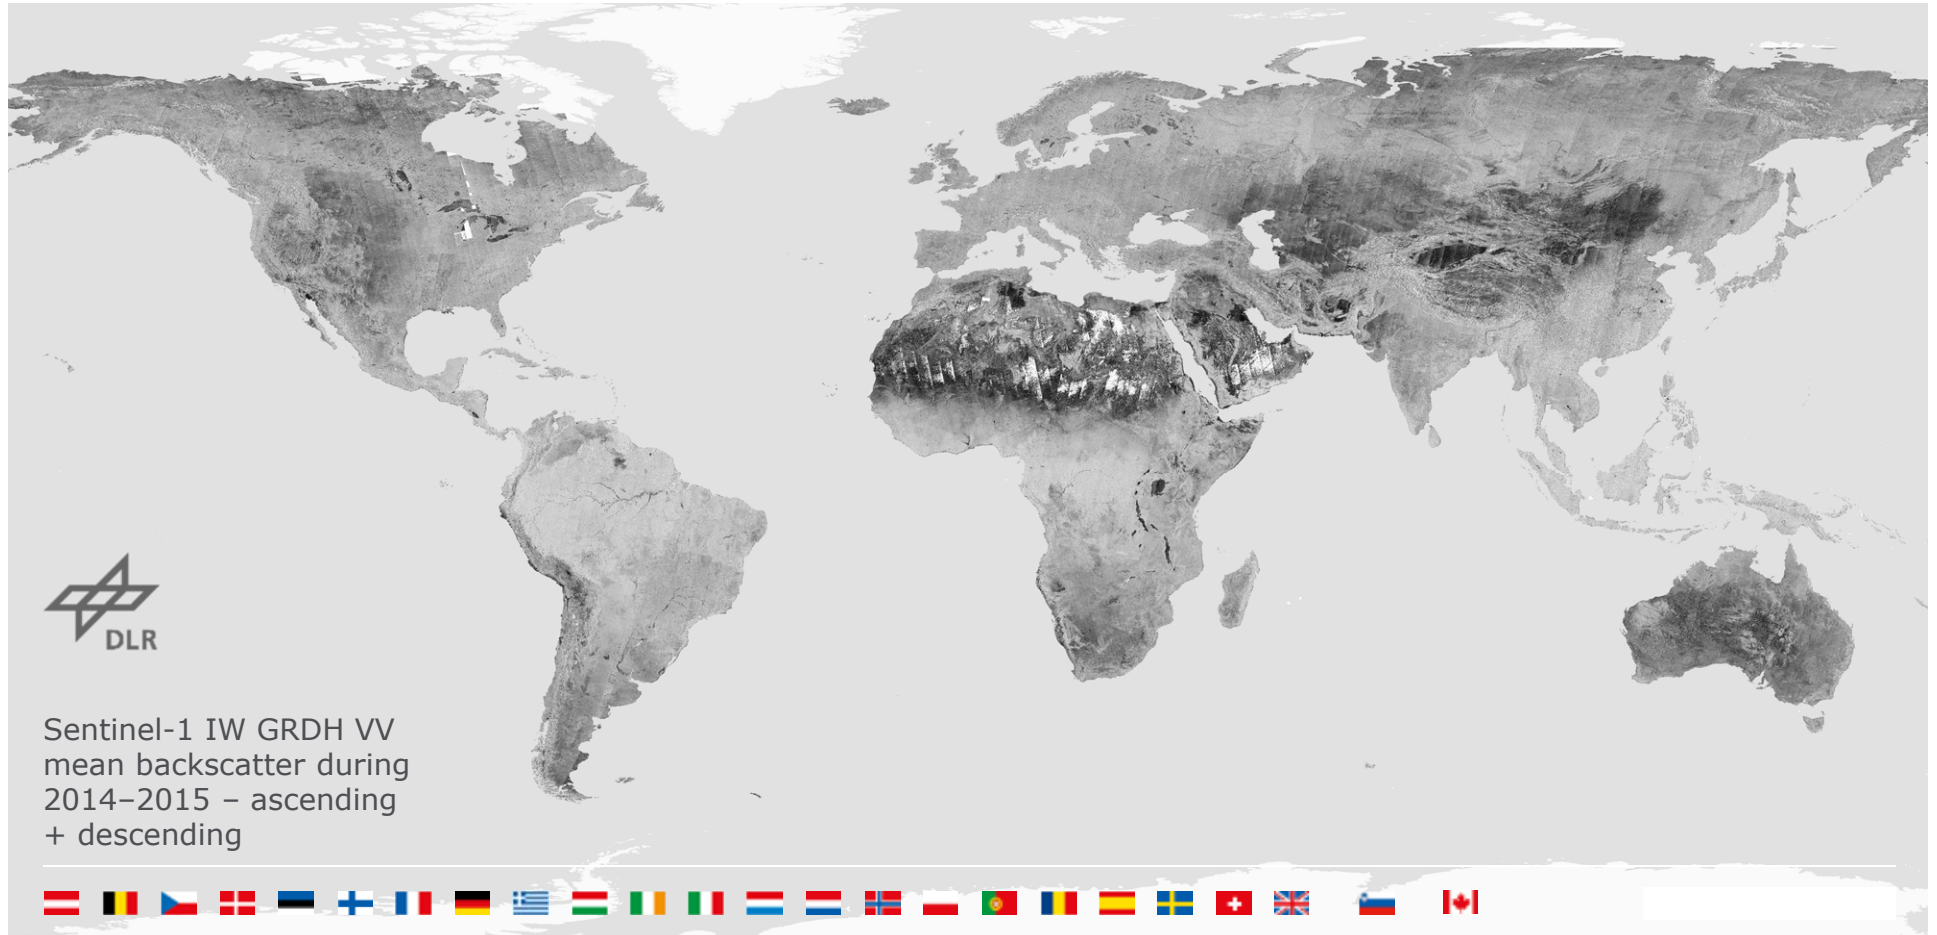 DLR
Sentinel-1 IW GRDH VV
mean backscatter during
2014–2015 – ascending
+ descending